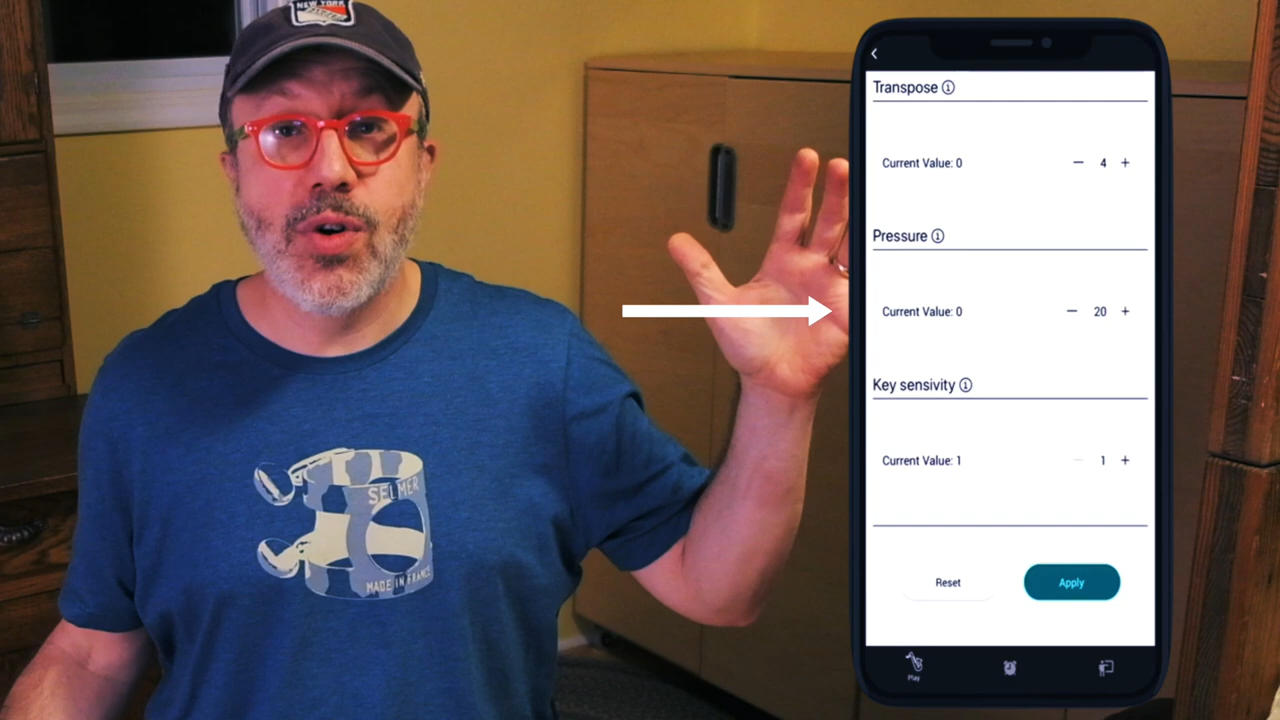 NEW YORK
SELMER
MADE IN FRANCE
Transpose
Current Value: 0
4
Pressure
Current Value: 0
20
Key sensivity
Current Value: 1
1
Reset
Apply
Play